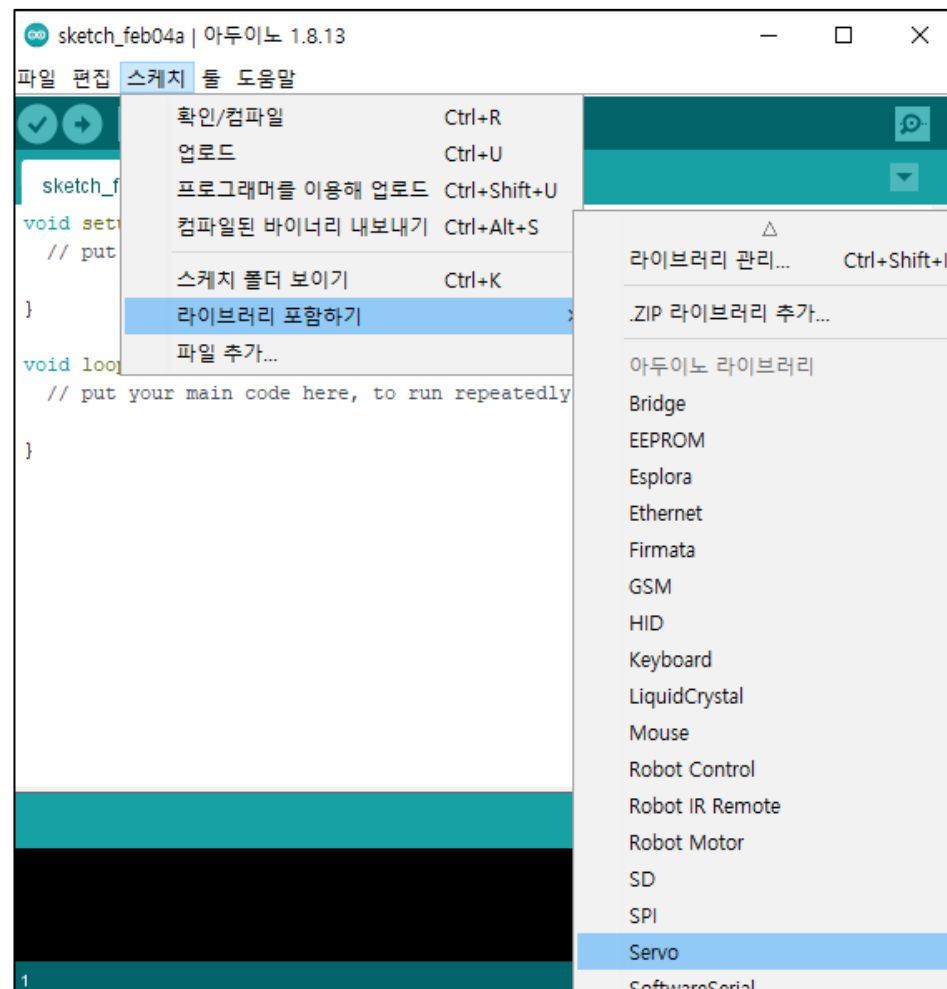 sketch_feb04a | 아두이노 1.8.13
파일 편집 스케치 툴 도움말
확인/컴파일 Ctrl+R
업로드 Ctrl+U
프로그래머를 이용해 업로드 Ctrl+Shift+U
컴파일된 바이너리 내보내기 Ctrl+Alt+S
스케치 폴더 보이기 Ctrl+K
라이브러리 포함하기
파일 추가...
sketch_f
void setu
// put
}
void loop
// put your main code here, to run repeatedly
}
라이브러리 관리... Ctrl+Shift+I
.ZIP 라이브러리 추가...
아두이노 라이브러리
Bridge
EEPROM
Esplora
Ethernet
Firmata
GSM
HID
Keyboard
LiquidCrystal
Mouse
Robot Control
Robot IR Remote
Robot Motor
SD
SPI
Servo
SoftwareSerial
1